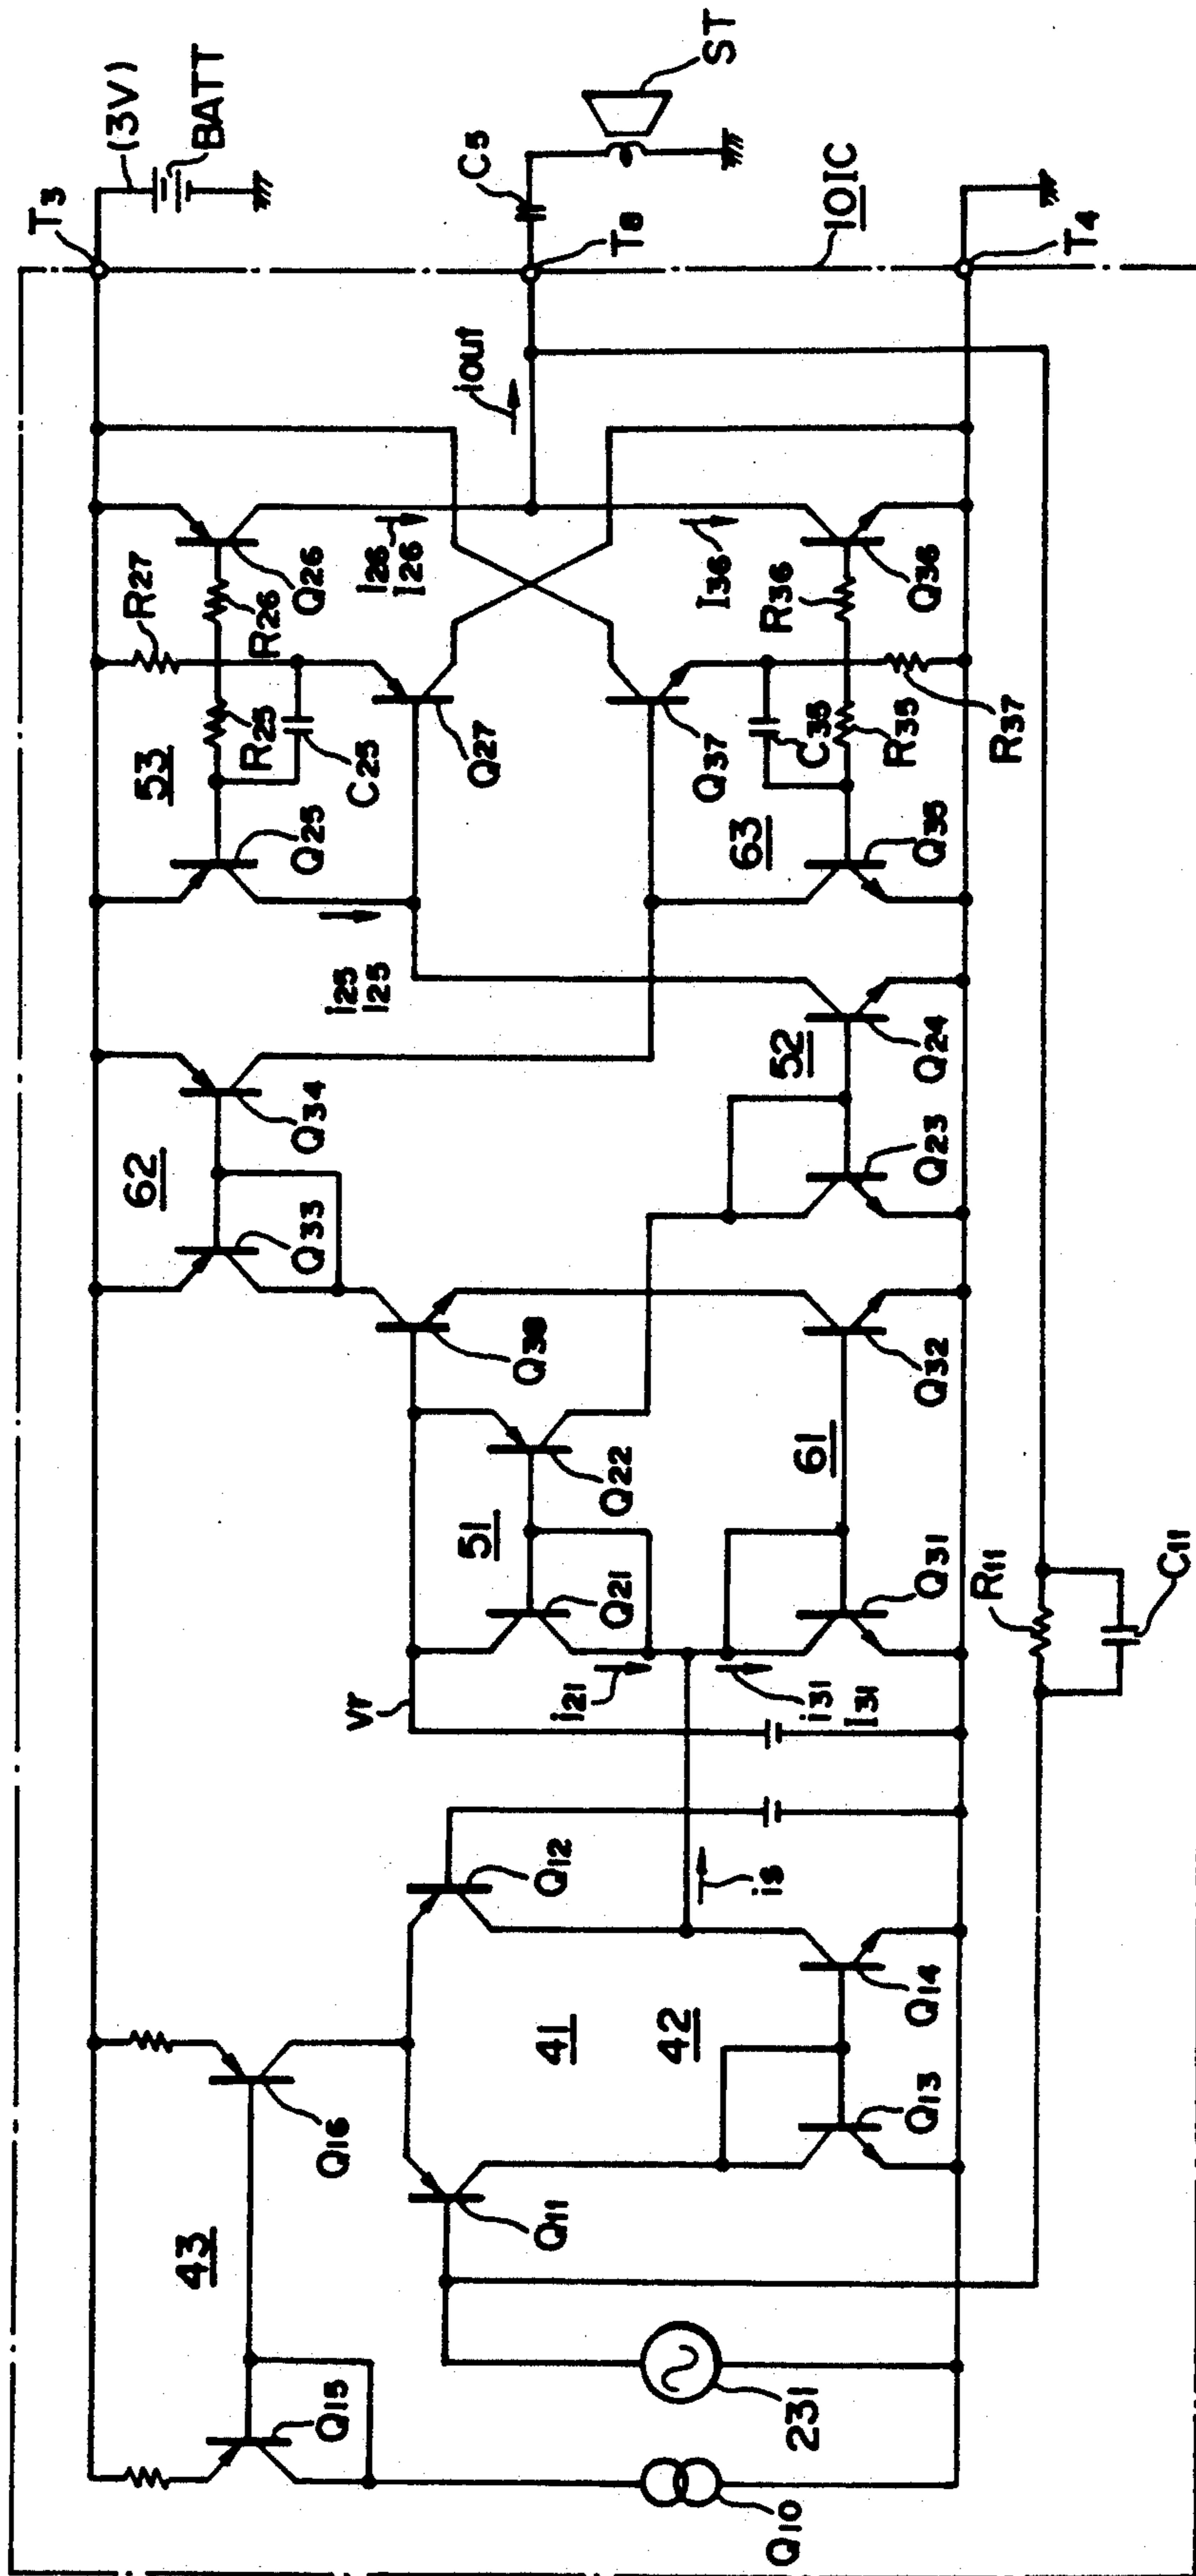 T3
(3V)
BATT
C5
T8
ST
10IC
T4
iout
R27
R26
Q26
i26
I26
I36
R36
Q36
53
R25
C25
Q27
Q37
C35
R35
R37
Q25
63
Q35
i25
I25
62
Q34
52
Q24
Q33
Q23
Q38
Q32
51
Q22
61
Q21
Q31
R11
C11
Vr
i21
i31
I31
Q12
is
41
42
Q14
Q16
Q11
Q13
43
Q15
231
Q10